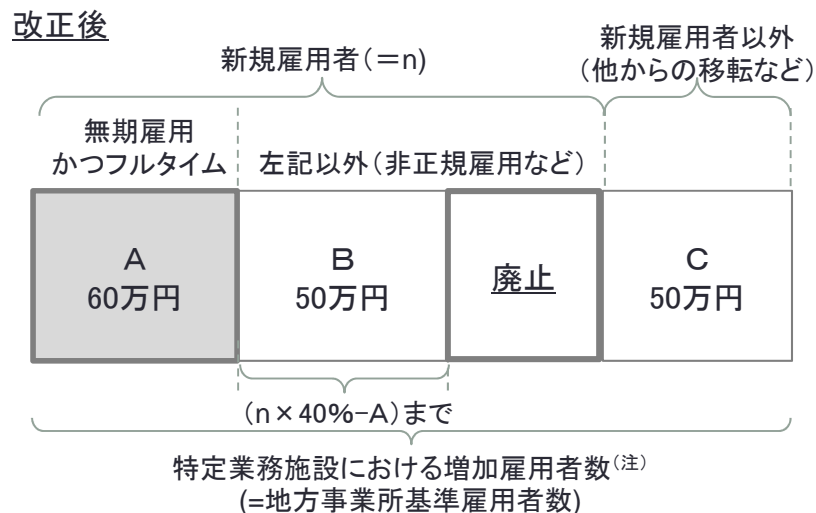 改正後
新規雇用者(＝n)
新規雇用者以外
(他からの移転など)
無期雇用
かつフルタイム
左記以外(非正規雇用など)
A
60万円
B
50万円
廃止
C
50万円
(n×40%-A)まで
特定業務施設における増加雇用者数(注)
(=地方事業所基準雇用者数)